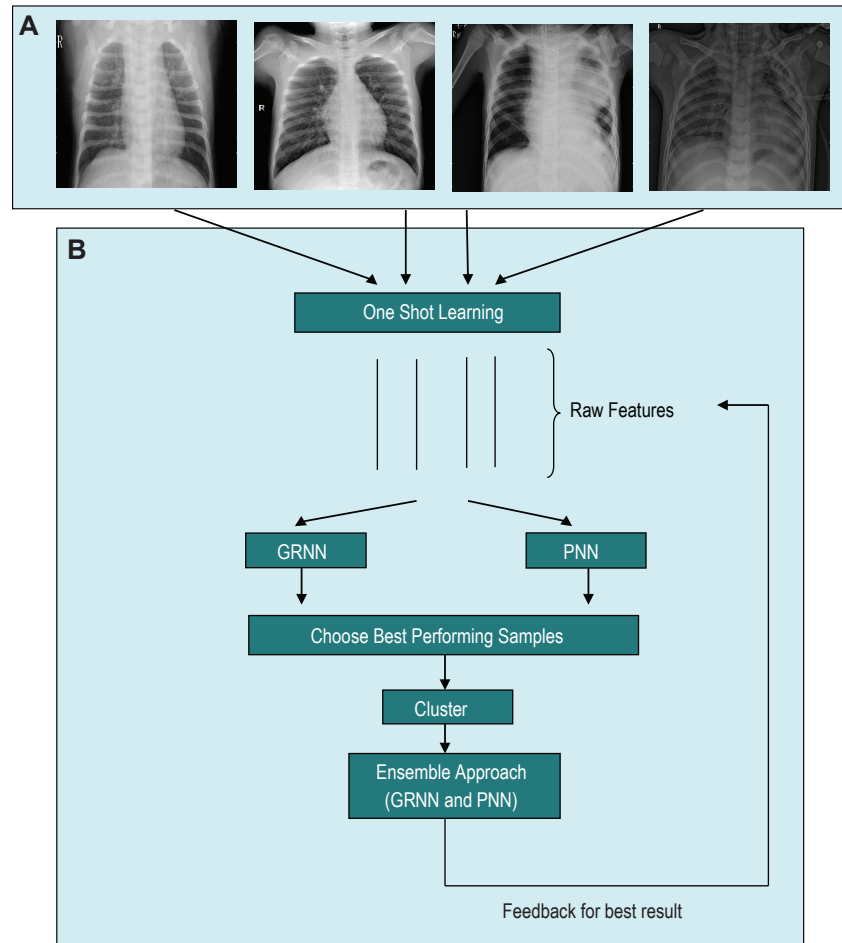 A
R
R
R
B
One Shot Learning
Raw Features
GRNN
PNN
Choose Best Performing Samples
Cluster
Ensemble Approach
(GRNN and PNN)
Feedback for best result